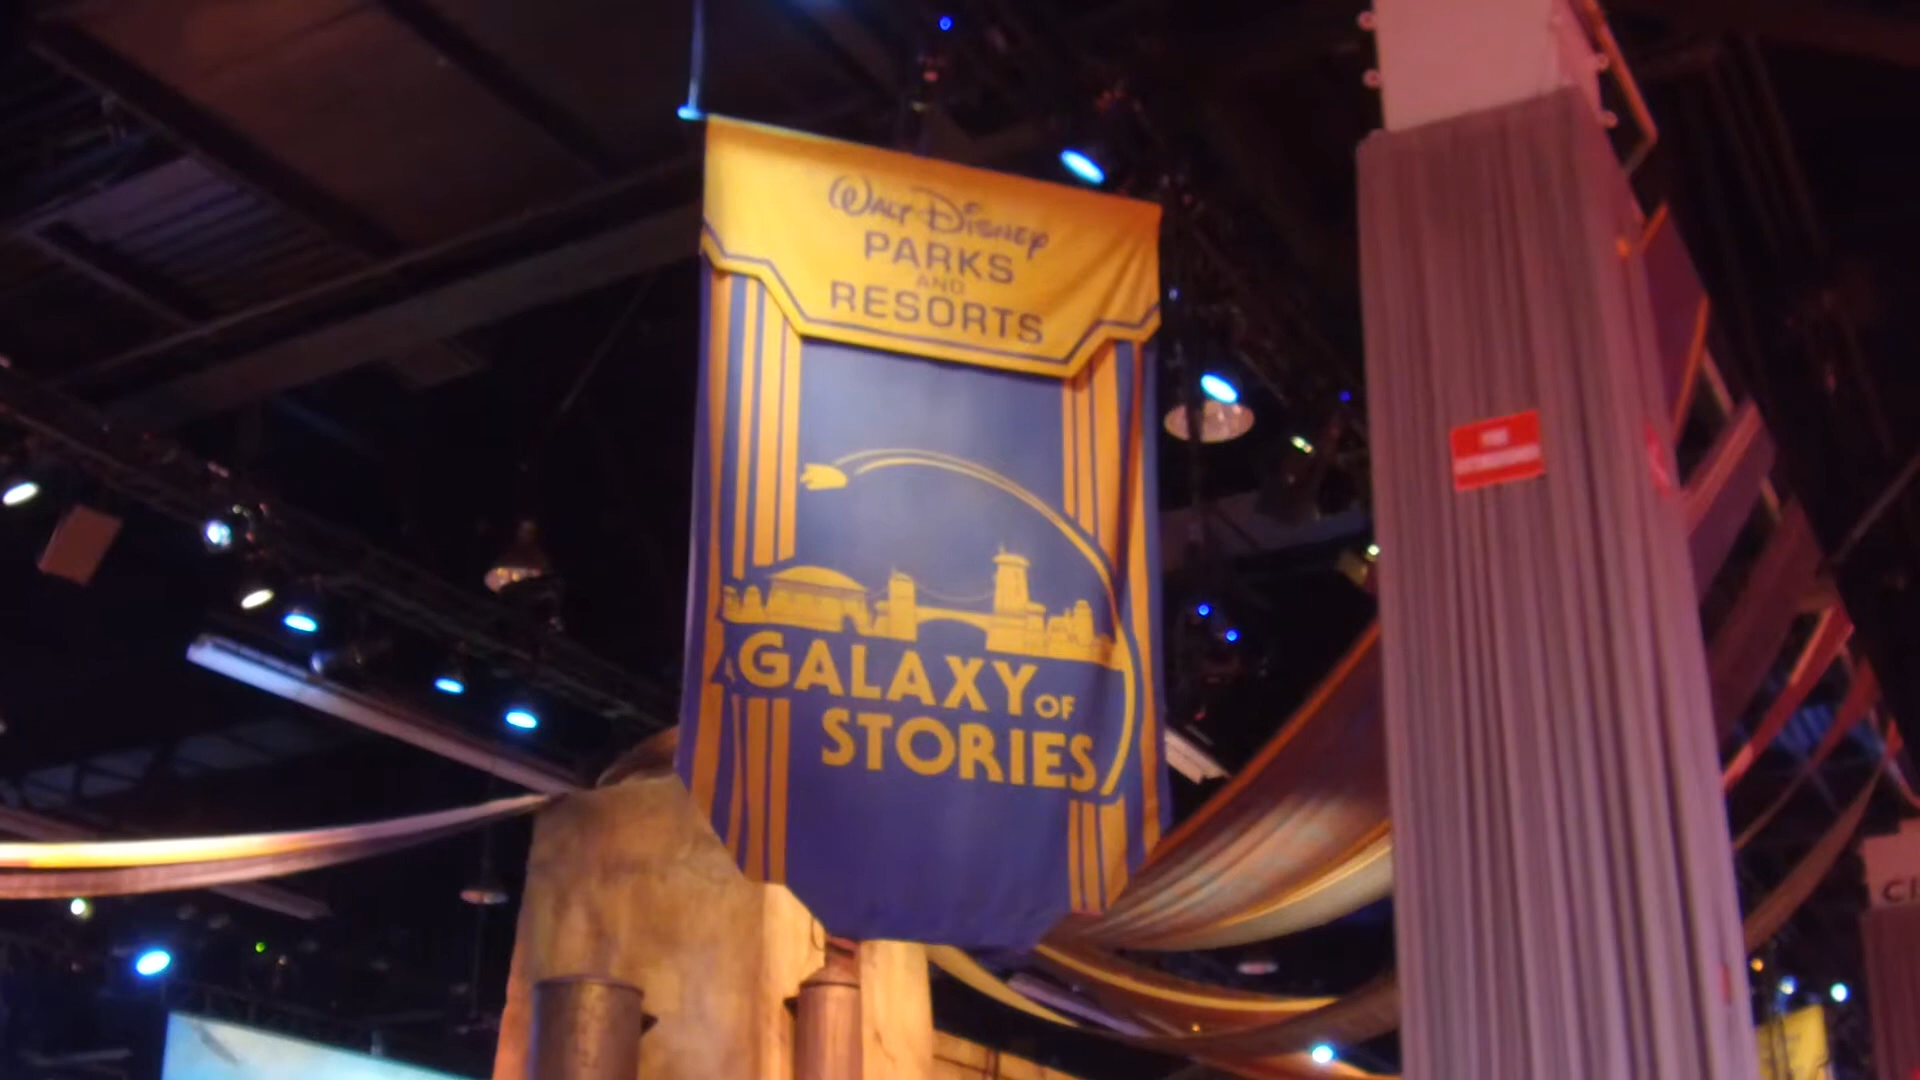 Walt Disney
PARKS
AND
RESORTS
A GALAXY OF
STORIES